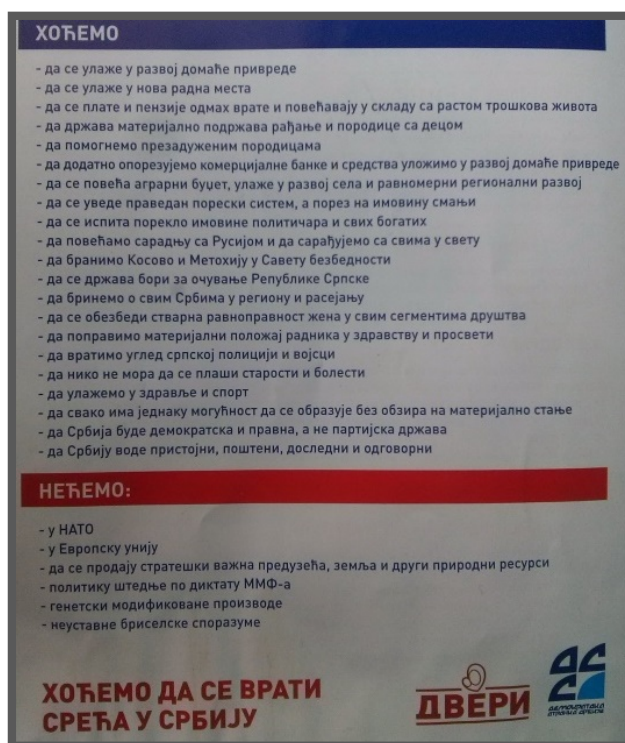 ХОЋЕМО
- да се улаже у развој домаће привреде
- да се улаже у нова радна места
- да се плате и пензије одмах врате и повећавају у складу са растом трошкова живота
- да држава материјално подржава рађање и породице са децом
- да помогнемо презадуженим породицама
- да додатно опорезујемо комерцијалне банке и средства уложимо у развој домаће привреде
- да се повећа аграрни буџет, улаже у развој села и равномерни регионални развој
- да се уведе праведан порески систем, а порез на имовину смањи
- да се испита порекло имовине политичара и свих богатих
- да повећамо сарадњу са Русијом и да сарађујемо са свима у свету
- да бранимо Косово и Метохију у Савету безбедности
- да се држава бори за очување Републике Српске
- да бринемо о свим Србима у региону и расејању
- да се обезбеди стварна равноправност жена у свим сегментима друштва
- да поправимо материјални положај радника у здравству и просвети
- да вратимо углед српској полицији и војсци
- да нико не мора да се плаши старости и болести
- да улажемо у здравље и спорт
- да свако има једнаку могућност да се образује без обзира на материјално стање
- да Србија буде демократска и правна, а не партијска држава
- да Србију воде пристојни, поштени, доследни и одговорни
НЕЋЕМО:
- у НАТО
- у Европску унију
- да се продају стратешки важна предузећа, земља и други природни ресурси
- политику штедње по диктату ММФ-а
- генетски модификоване производе
- неуставне бриселске споразуме
ХОЋЕМО ДА СЕ ВРАТИ
СРЕЋА У СРБИЈУ
ДВЕРИ
ДСС
демократска
странка србије